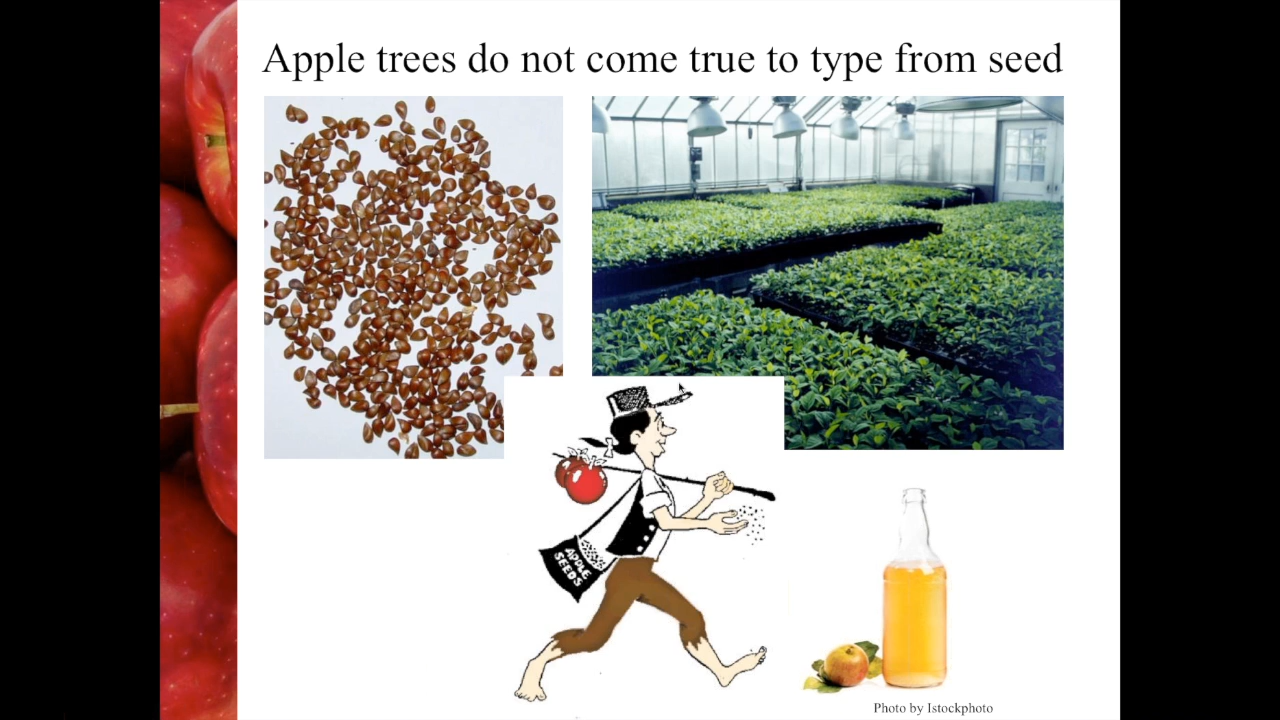 Apple trees do not come true to type from seed
APPLE
SEEDS
Photo by Istockphoto